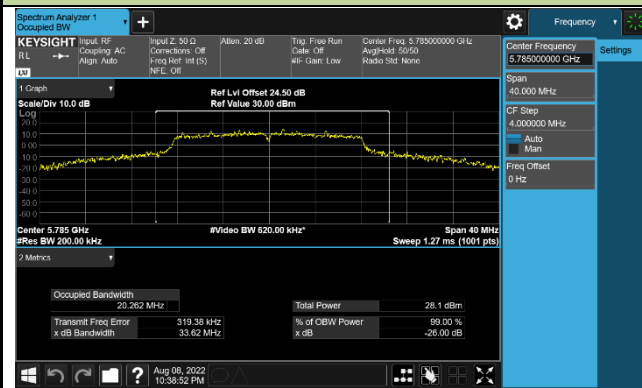 Spectrum Analyzer 1
Occupied BW
Frequency
KEYSIGHT
RL
LXI
Input: RF
Coupling: AC
Align: Auto
Input Z: 50 Ω
Corrections: Off
Freq Ref: Int (S)
NFE: Off
Atten: 20 dB
Trig: Free Run
Gate: Off
#IF Gain: Low
Center Freq: 5.785000000 GHz
Avg|Hold: 50/50
Radio Std: None
Center Frequency
5.785000000 GHz
Settings
Span
40.000 MHz
CF Step
4.000000 MHz
Auto
Man
Freq Offset
0 Hz
1 Graph
Scale/Div 10.0 dB
Ref Lvl Offset 24.50 dB
Ref Value 30.00 dBm
Log
20.0
10.0
0.00
-10.0
-20.0
-30.0
-40.0
-50.0
-60.0
Center 5.785 GHz
#Res BW 200.00 kHz
#Video BW 620.00 kHz*
Span 40 MHz
Sweep 1.27 ms (1001 pts)
2 Metrics
Occupied Bandwidth
20.262 MHz
Total Power 28.1 dBm
Transmit Freq Error 319.38 kHz
% of OBW Power 99.00 %
x dB Bandwidth 33.62 MHz
x dB -26.00 dB
Aug 08, 2022
10:38:52 PM